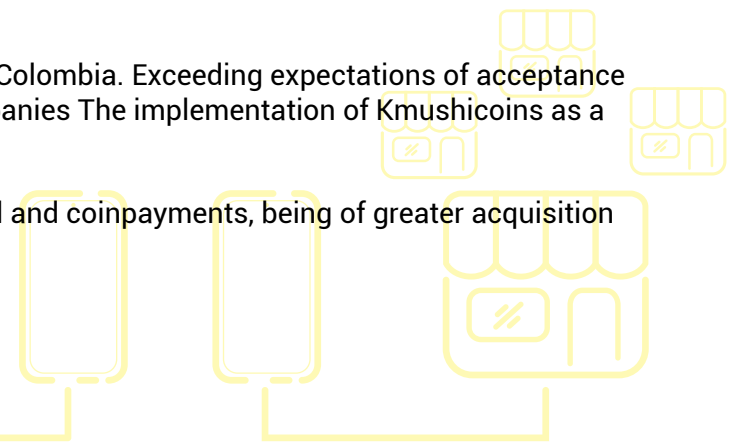 Colombia. Exceeding expectations of acceptance
anies The implementation of Kmushicoins as a
and coinpayments, being of greater acquisition